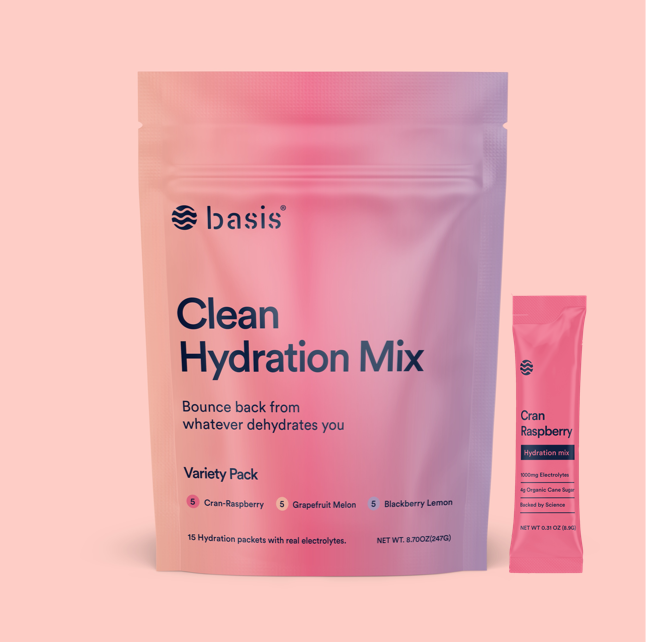 basis®
Clean
Hydration Mix
Bounce back from
whatever dehydrates you
Variety Pack
5 Cran-Raspberry 5 Grapefruit Melon 5 Blackberry Lemon
15 Hydration packets with real electrolytes. NET WT. 8.70OZ(247G)
Cran
Raspberry
Hydration mix
1000mg Electrolytes
4g Organic Cane Sugar
Backed by Science
NET WT 0.31 OZ (8.9G)